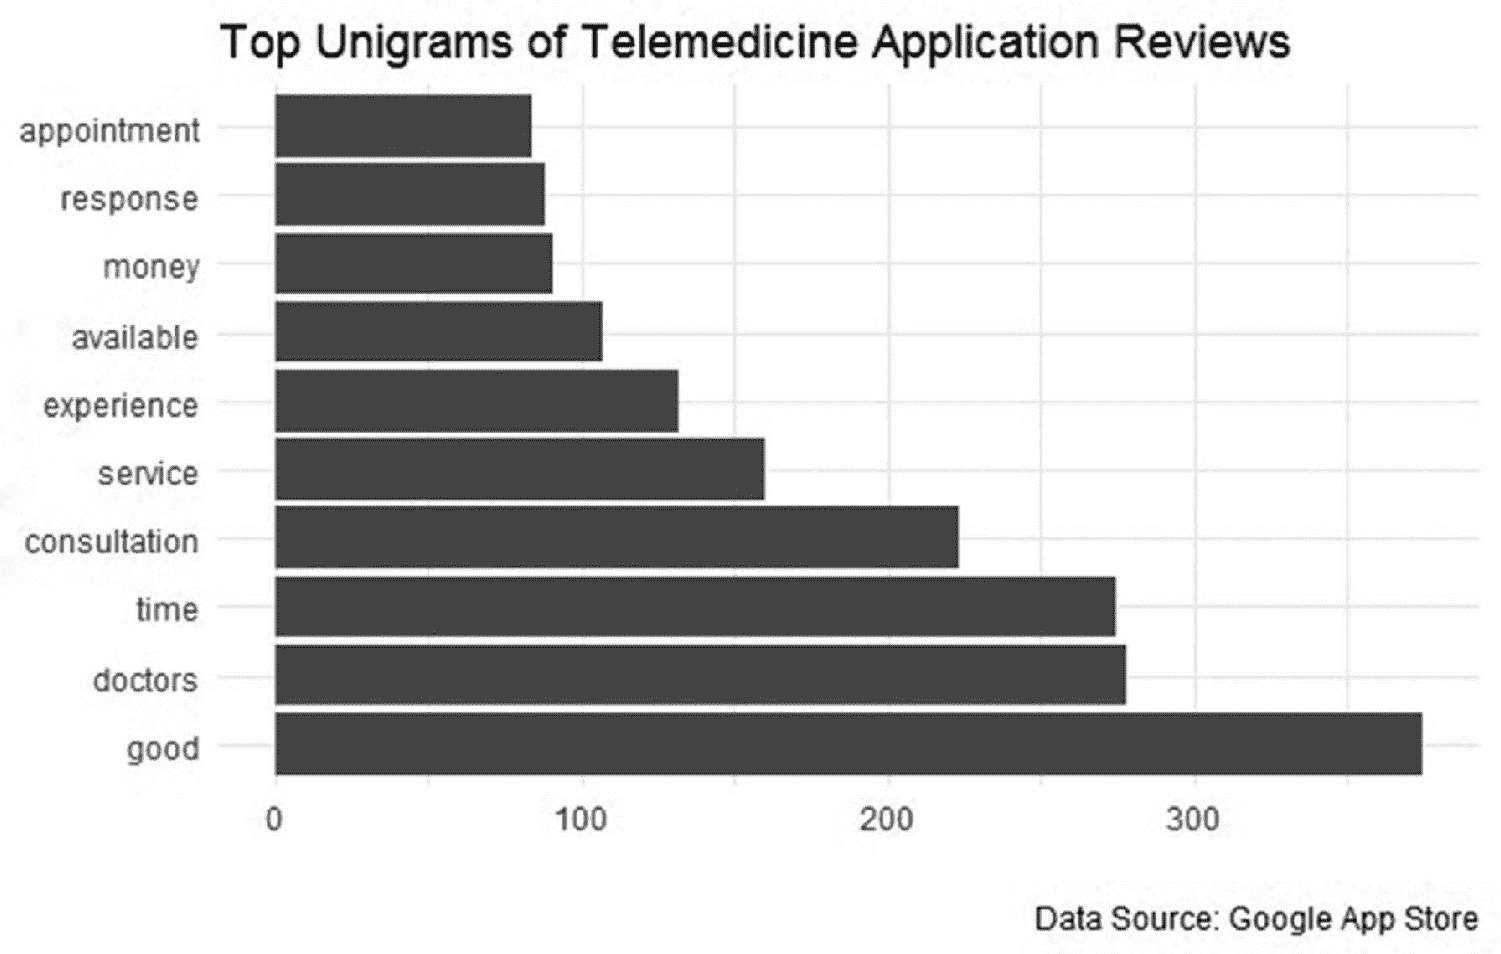 Top Unigrams of Telemedicine Application Reviews
appointment
response
money
available
experience
service
consultation
time
doctors
good
0 100 200 300
Data Source: Google App Store